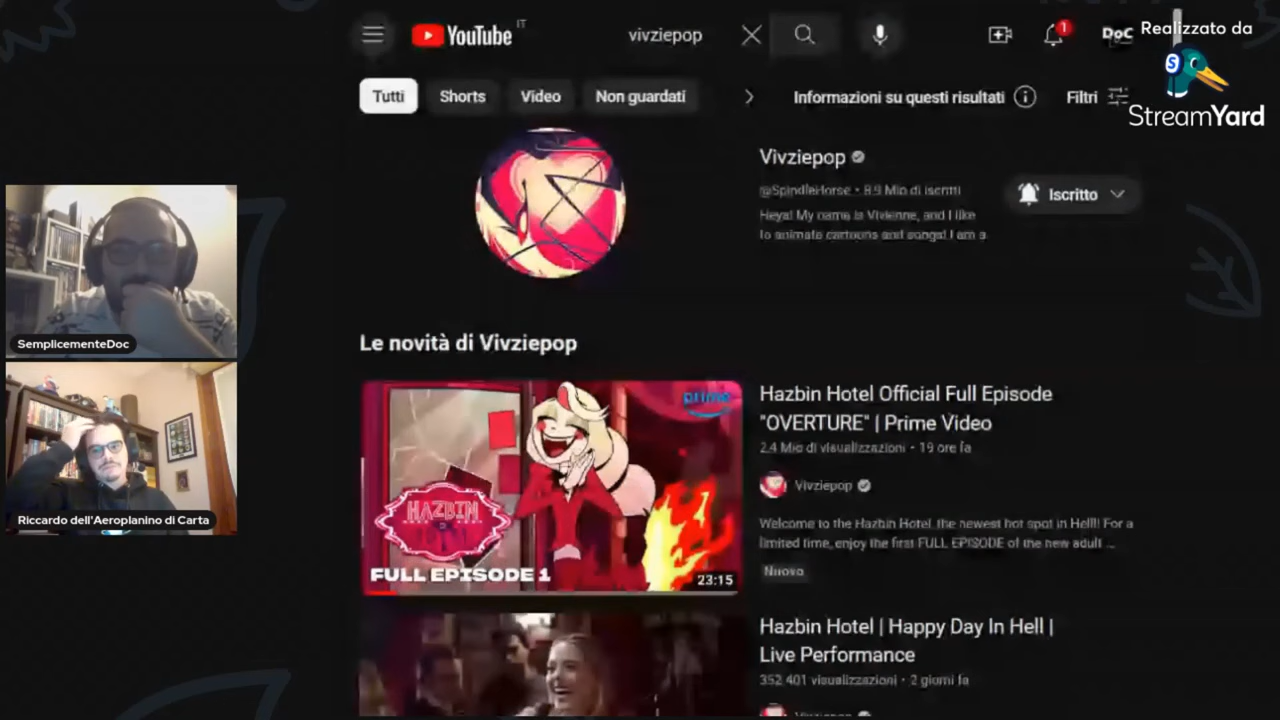 YouTube IT
vivziepop
DoC
Realizzato da
StreamYard
Tutti
Shorts
Video
Non guardati
Informazioni su questi risultati
Filtri
Vivziepop
@SpindleHorse • 8.9 Mio di iscritti
Heya! My name is Vivienne, and I like
to animate cartoons and songs! I am a
Iscritto
SemplicementeDoc
Riccardo dell'Aeroplanino di Carta
Le novità di Vivziepop
prime
HAZBIN
FULL EPISODE 1
23:15
Hazbin Hotel Official Full Episode
"OVERTURE" | Prime Video
2,4 Mio di visualizzazioni • 19 ore fa
Vivziepop
Welcome to the Hazbin Hotel, the newest hot spot in Hell!! For a
limited time, enjoy the first FULL EPISODE of the new adult ...
Nuovo
Hazbin Hotel | Happy Day In Hell |
Live Performance
352.401 visualizzazioni • 2 giorni fa